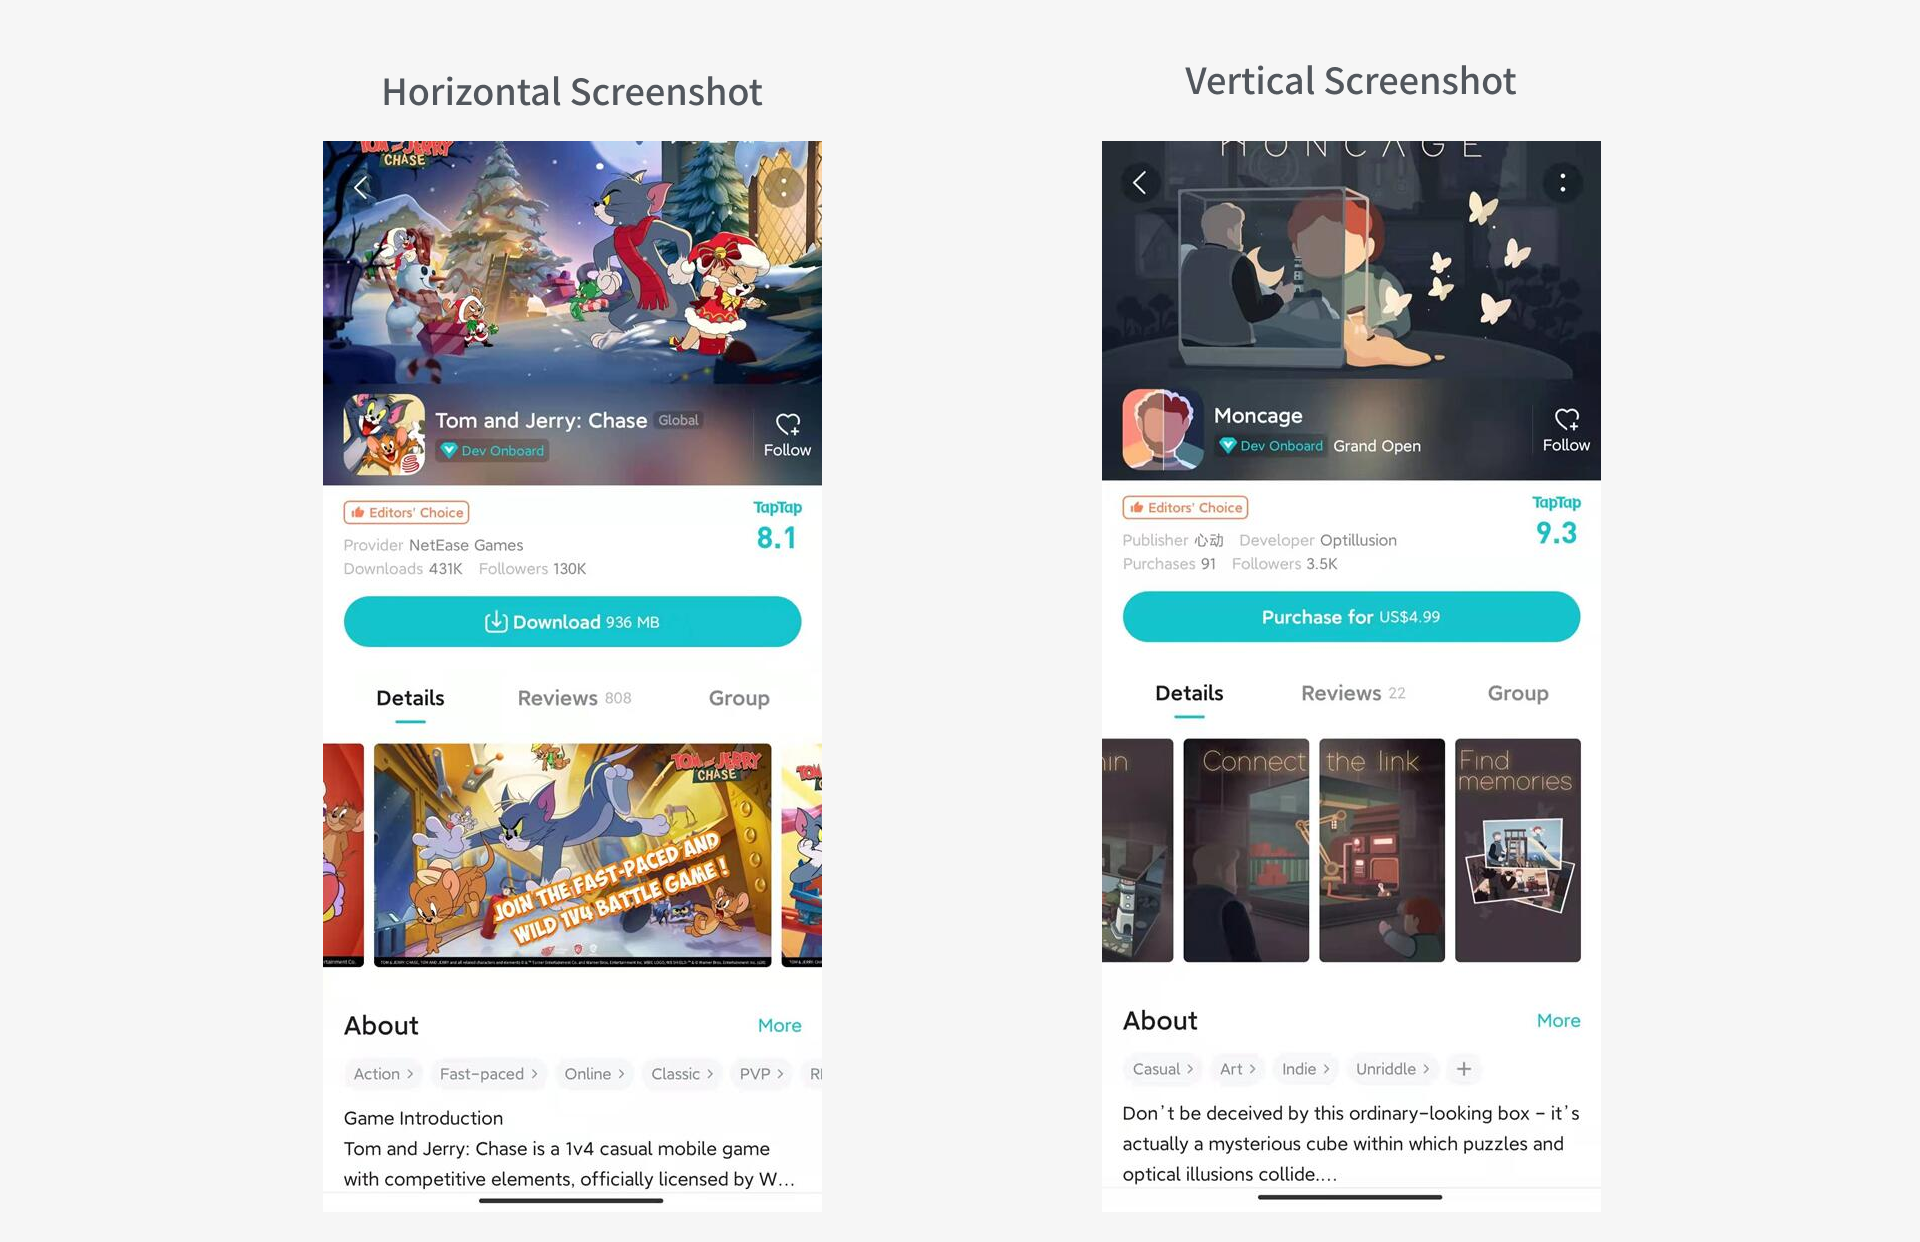 Horizontal Screenshot
TOM and JERRY
CHASE
Tom and Jerry: Chase Global
Dev Onboard
Follow
Editors' Choice
TapTap
8.1
Provider NetEase Games
Downloads 431K Followers 130K
Download 936 MB
Details
Reviews 808
Group
TOM and JERRY
CHASE
JOIN THE FAST-PACED AND
WILD 1V4 BATTLE GAME!
About
More
Action >
Fast-paced >
Online >
Classic >
PVP >
Game Introduction
Tom and Jerry: Chase is a 1v4 casual mobile game
with competitive elements, officially licensed by W...
Vertical Screenshot
MONCAGE
Moncage
Dev Onboard Grand Open
Follow
Editors' Choice
TapTap
9.3
Publisher 心动 Developer Optillusion
Purchases 91 Followers 3.5K
Purchase for US$4.99
Details
Reviews 22
Group
Connect the link
Find
memories
About
More
Casual >
Art >
Indie >
Unriddle >
+
Don't be deceived by this ordinary-looking box - it's
actually a mysterious cube within which puzzles and
optical illusions collide....